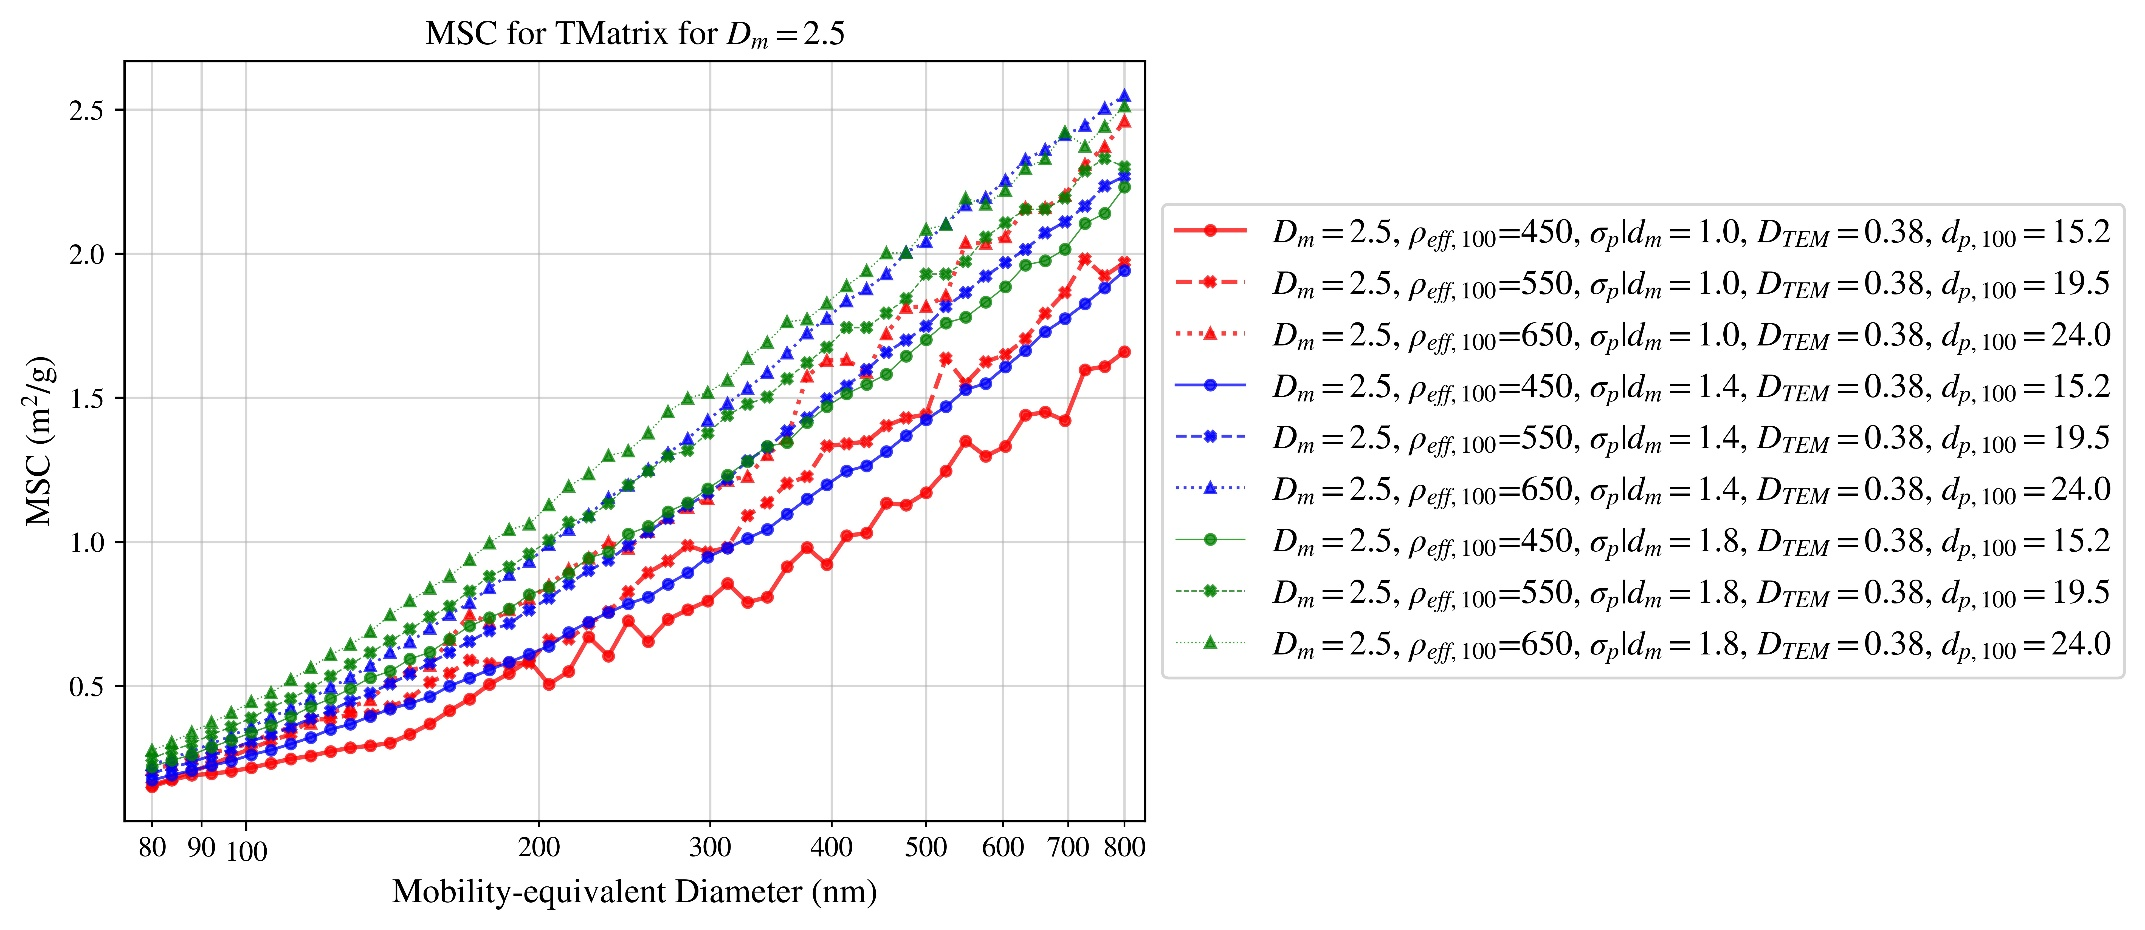 MSC for TMatrix for Dₘ = 2.5
2.5
2.0
1.5
1.0
0.5
MSC (m²/g)
80 90 100 200 300 400 500 600 700 800
Mobility-equivalent Diameter (nm)
D_m = 2.5, ρ_eff,100=450, σ_p|d_m = 1.0, D_TEM = 0.38, d_p,100 = 15.2
D_m = 2.5, ρ_eff,100=550, σ_p|d_m = 1.0, D_TEM = 0.38, d_p,100 = 19.5
D_m = 2.5, ρ_eff,100=650, σ_p|d_m = 1.0, D_TEM = 0.38, d_p,100 = 24.0
D_m = 2.5, ρ_eff,100=450, σ_p|d_m = 1.4, D_TEM = 0.38, d_p,100 = 15.2
D_m = 2.5, ρ_eff,100=550, σ_p|d_m = 1.4, D_TEM = 0.38, d_p,100 = 19.5
D_m = 2.5, ρ_eff,100=650, σ_p|d_m = 1.4, D_TEM = 0.38, d_p,100 = 24.0
D_m = 2.5, ρ_eff,100=450, σ_p|d_m = 1.8, D_TEM = 0.38, d_p,100 = 15.2
D_m = 2.5, ρ_eff,100=550, σ_p|d_m = 1.8, D_TEM = 0.38, d_p,100 = 19.5
D_m = 2.5, ρ_eff,100=650, σ_p|d_m = 1.8, D_TEM = 0.38, d_p,100 = 24.0